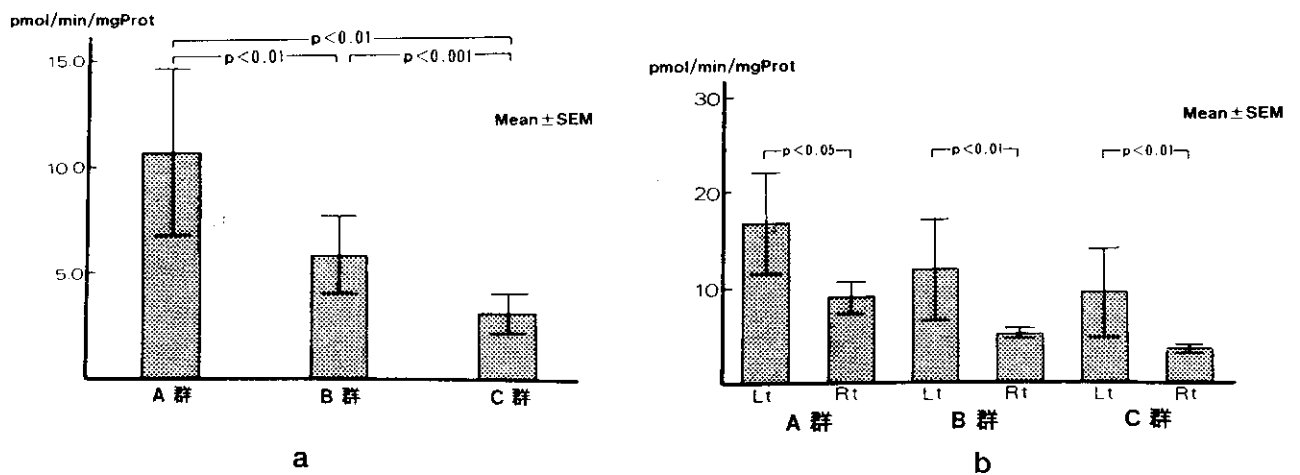 pmol/min/mgProt
p<0.01
p<0.01
p<0.001
15.0
Mean±SEM
10.0
5.0
A 群
B 群
C 群
a
pmol/min/mgProt
30
Mean±SEM
p<0.05
p<0.01
p<0.01
20
10
0
Lt
Rt
Lt
Rt
Lt
Rt
A 群
B 群
C 群
b